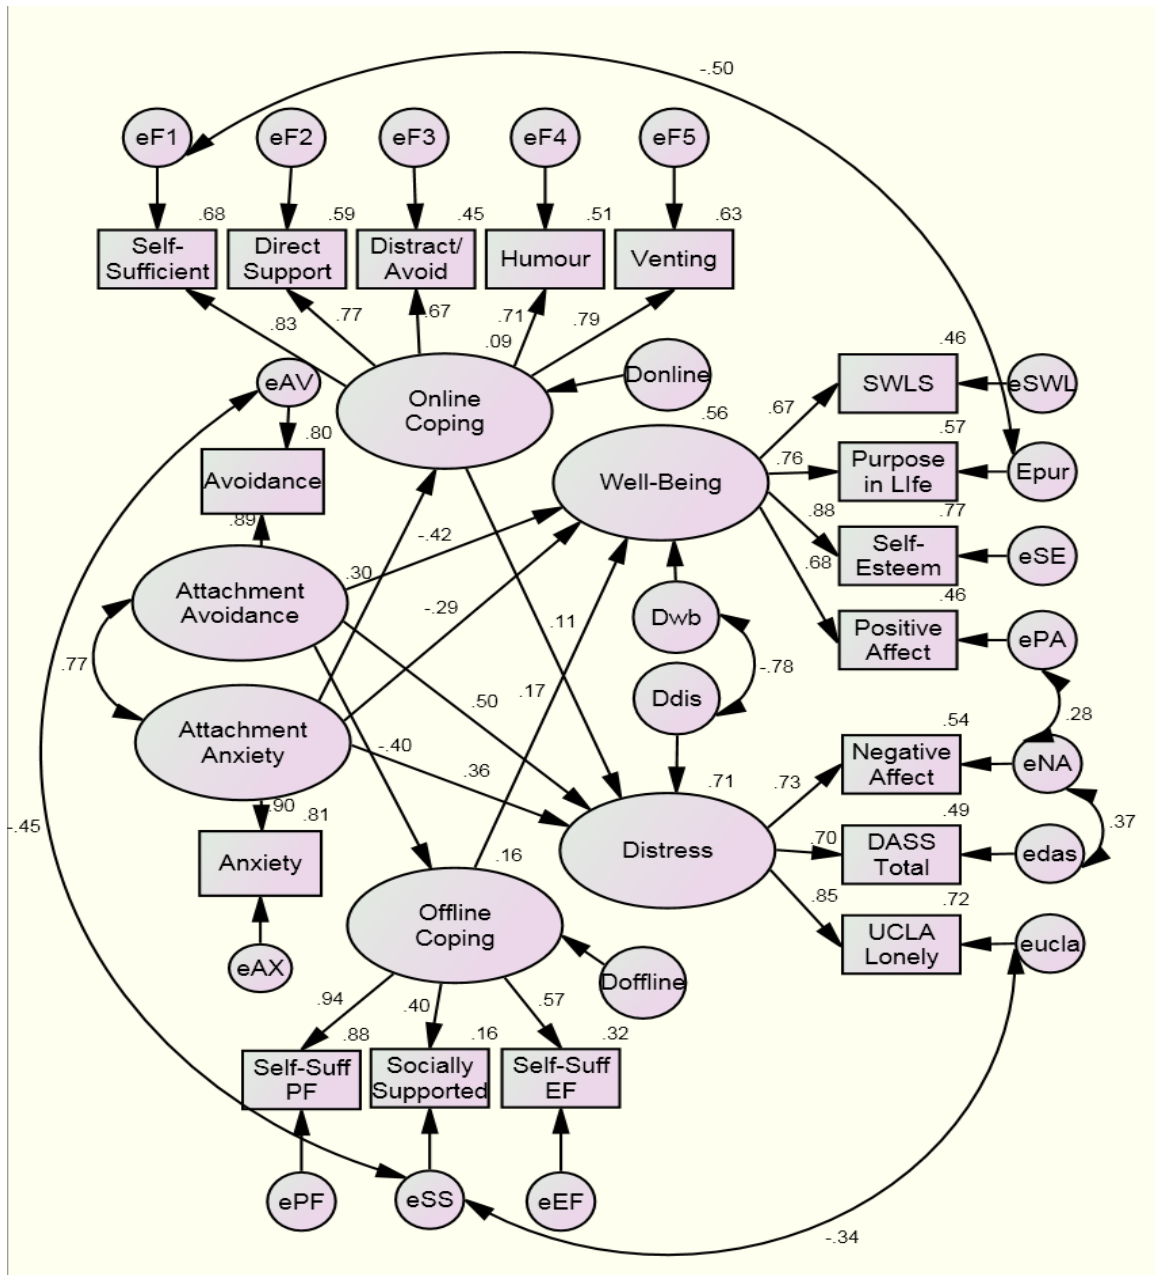 -.50
eF1
eF2
eF3
eF4
eF5
.68
.59
.45
.51
.63
Self-
Sufficient
Direct
Support
Distract/
Avoid
Humour
Venting
.83
.77
.67
.71
.79
.09
eAV
Online
Coping
Donline
.80
Avoidance
.89
.56
Well-Being
.46
SWLS
eSWL
.67
.57
Purpose
in LIfe
Epur
.76
.77
Self-
Esteem
eSE
.88
.46
Positive
Affect
ePA
.68
-.42
.30
-.29
Attachment
Avoidance
.77
Attachment
Anxiety
.11
.17
.50
-.40
.36
Dwb
Ddis
-.78
.28
.54
Negative
Affect
eNA
.73
.37
.49
DASS
Total
edas
.70
.71
Distress
.85
.72
UCLA
Lonely
eucla
.90
.81
Anxiety
eAX
-.45
.16
Offline
Coping
Doffline
.94
.40
.57
.88
.16
.32
Self-Suff
PF
Socially
Supported
Self-Suff
EF
ePF
eSS
eEF
-.34